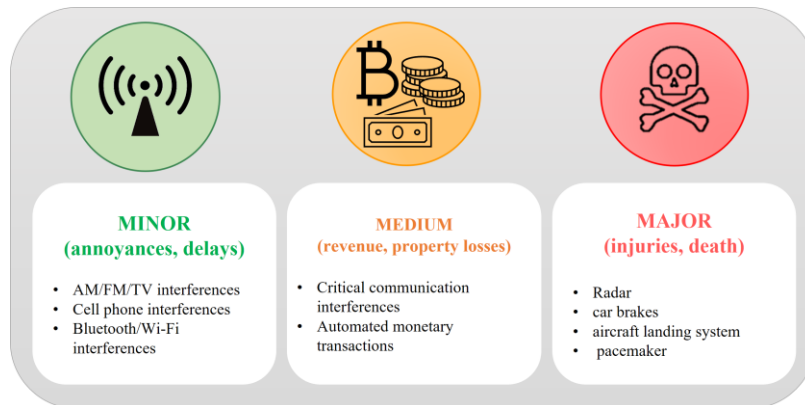 MINOR
(annoyances, delays)
• AM/FM/TV interferences
• Cell phone interferences
• Bluetooth/Wi-Fi
interferences
MEDIUM
(revenue, property losses)
• Critical communication
interferences
• Automated monetary
transactions
MAJOR
(injuries, death)
• Radar
• car brakes
• aircraft landing system
• pacemaker